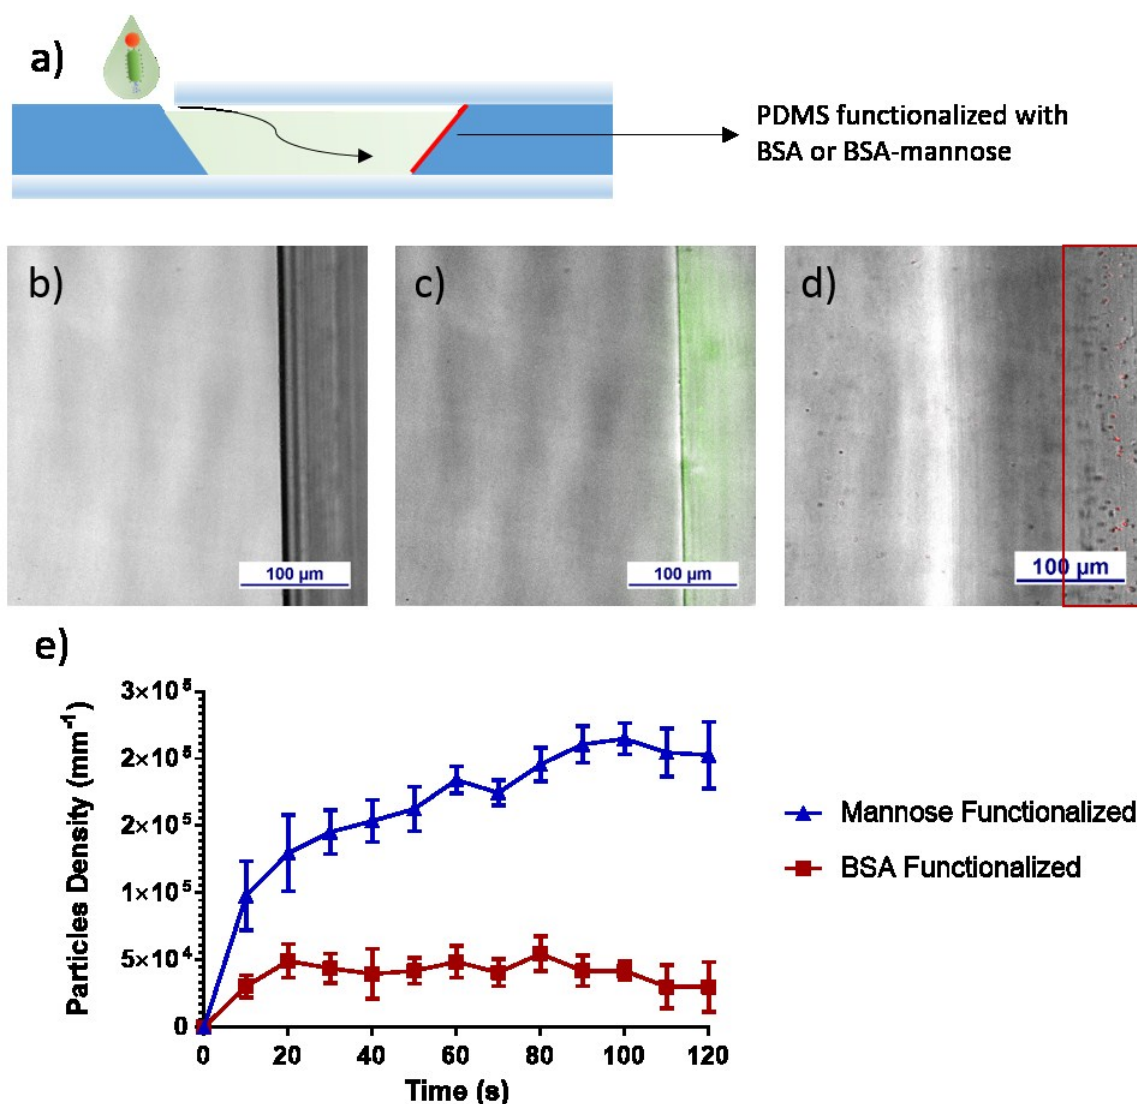 a)
PDMS functionalized with
BSA or BSA-mannose
b)
c)
d)
100 µm
100 µm
100 µm
e)
3×10⁵
2×10⁵
2×10⁵
1×10⁵
5×10⁴
0
Particles Density (mm⁻¹)
0 20 40 60 80 100 120
Time (s)
Mannose Functionalized
BSA Functionalized